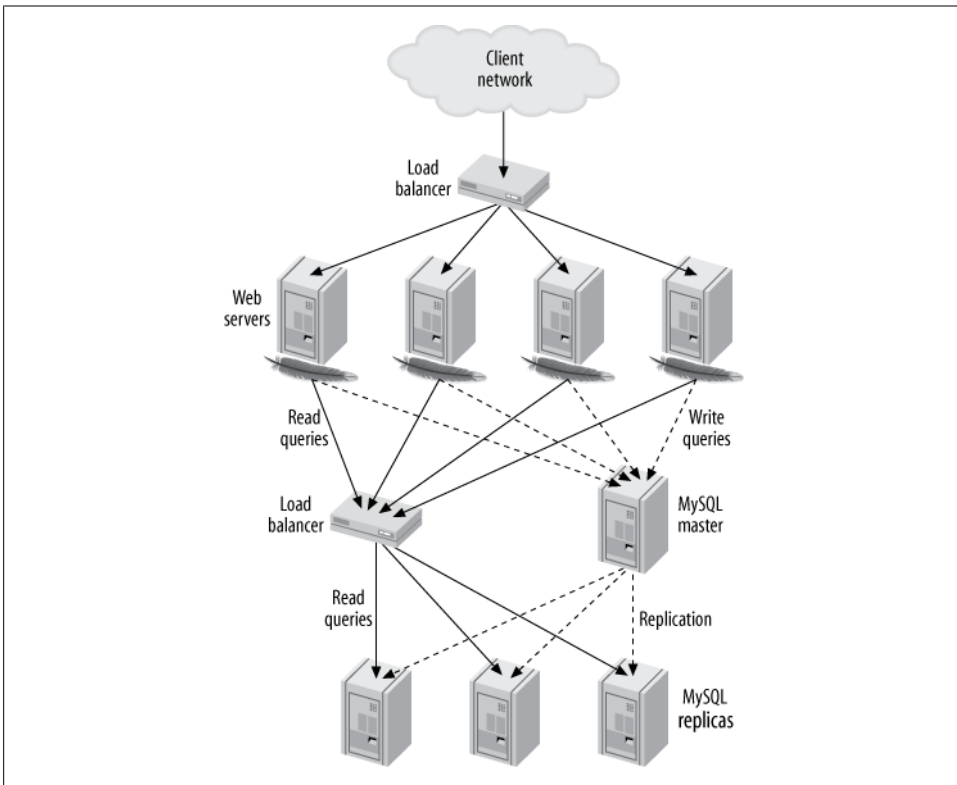 Client
network
Load
balancer
Web
servers
Read
queries
Write
queries
Load
balancer
MySQL
master
Read
queries
Replication
MySQL
replicas